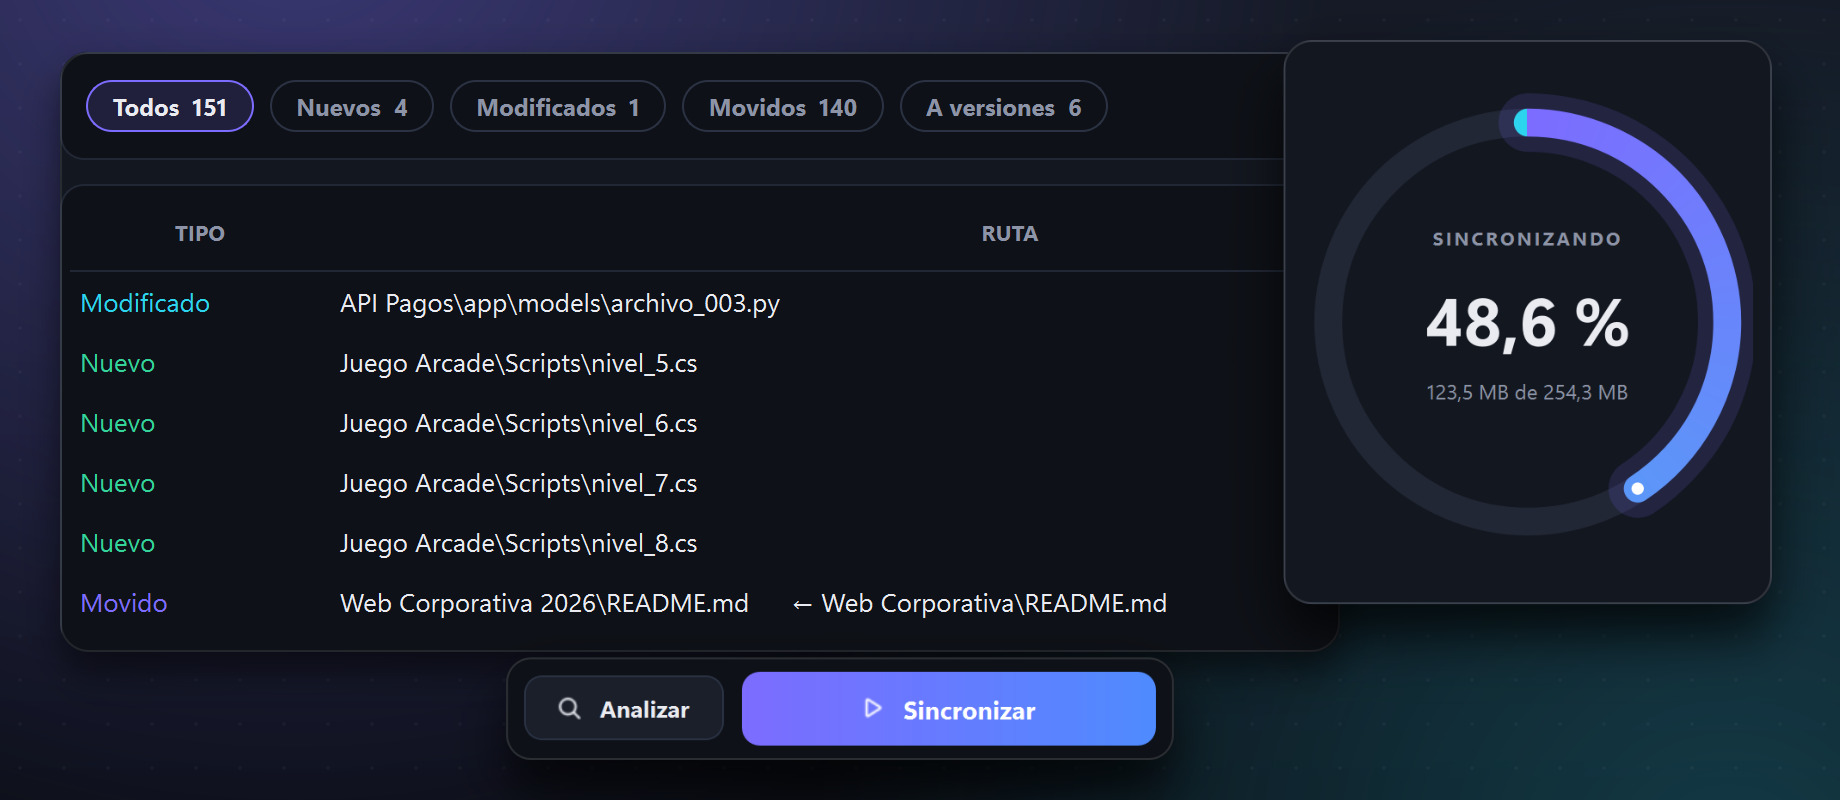 Todos 151 Nuevos 4 Modificados 1 Movidos 140 A versiones 6
TIPO RUTA
Modificado API Pagos\app\models\archivo_003.py
Nuevo Juego Arcade\Scripts\nivel_5.cs
Nuevo Juego Arcade\Scripts\nivel_6.cs
Nuevo Juego Arcade\Scripts\nivel_7.cs
Nuevo Juego Arcade\Scripts\nivel_8.cs
Movido Web Corporativa 2026\README.md ← Web Corporativa\README.md
SINCRONIZANDO
48,6 %
123,5 MB de 254,3 MB
Analizar Sincronizar